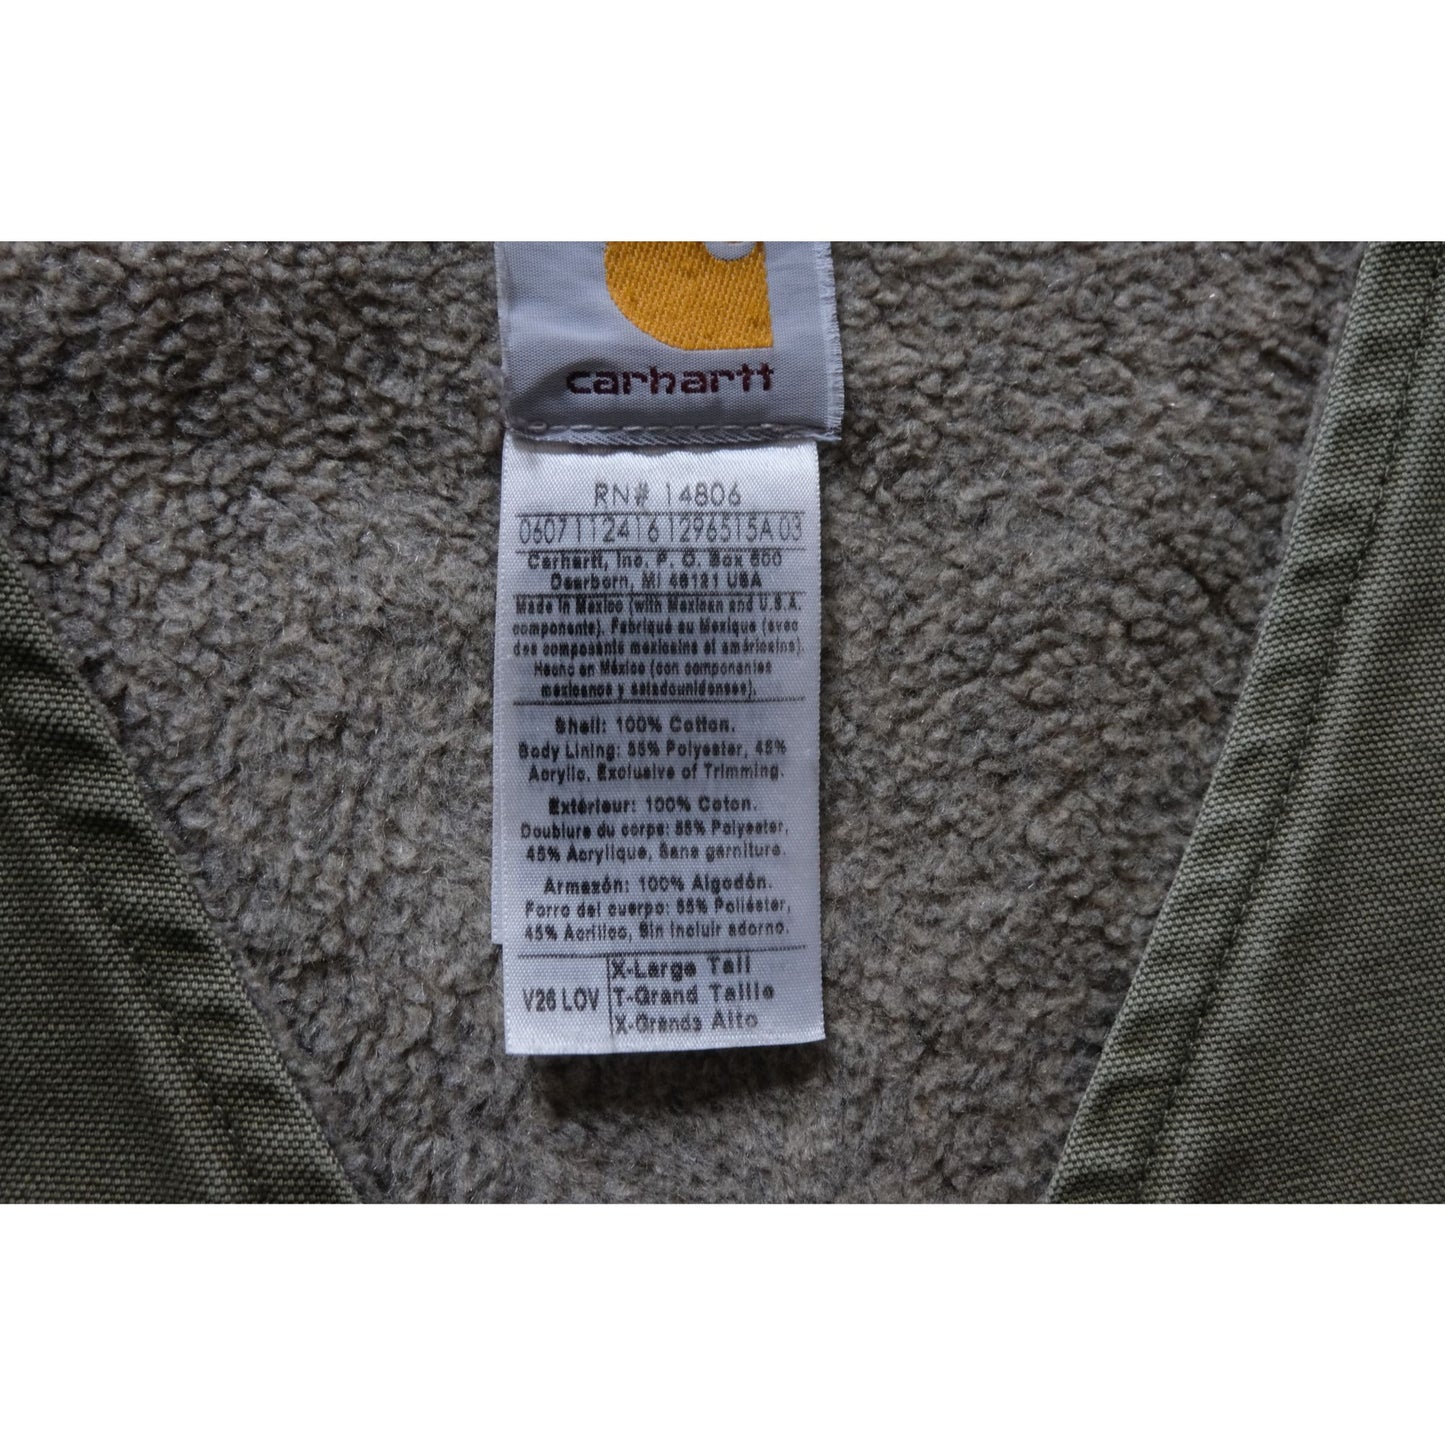 carhartt
RN# 14806
0607112416 1296515A 03
Carhartt, Inc. P. O. Box 600
Dearborn, MI 48121 USA
Made in Mexico (with Mexican and U.S.A.
components). Fabriqué au Mexique (avec
des composants mexicains et américains).
Hecho en México (con componentes
mexicanos y estadounidenses).
Shell: 100% Cotton.
Body Lining: 55% Polyester, 45%
Acrylic, Exclusive of Trimming.
Extérieur: 100% Coton.
Doublure du corps: 55% Polyester,
45% Acrylique, Sans garniture.
Armazón: 100% Algodón.
Forro del cuerpo: 55% Poliéster,
45% Acrílico, Sin incluir adorno.
V26 LOV
X-Large Tall
T-Grand Taille
X-Grande Alto